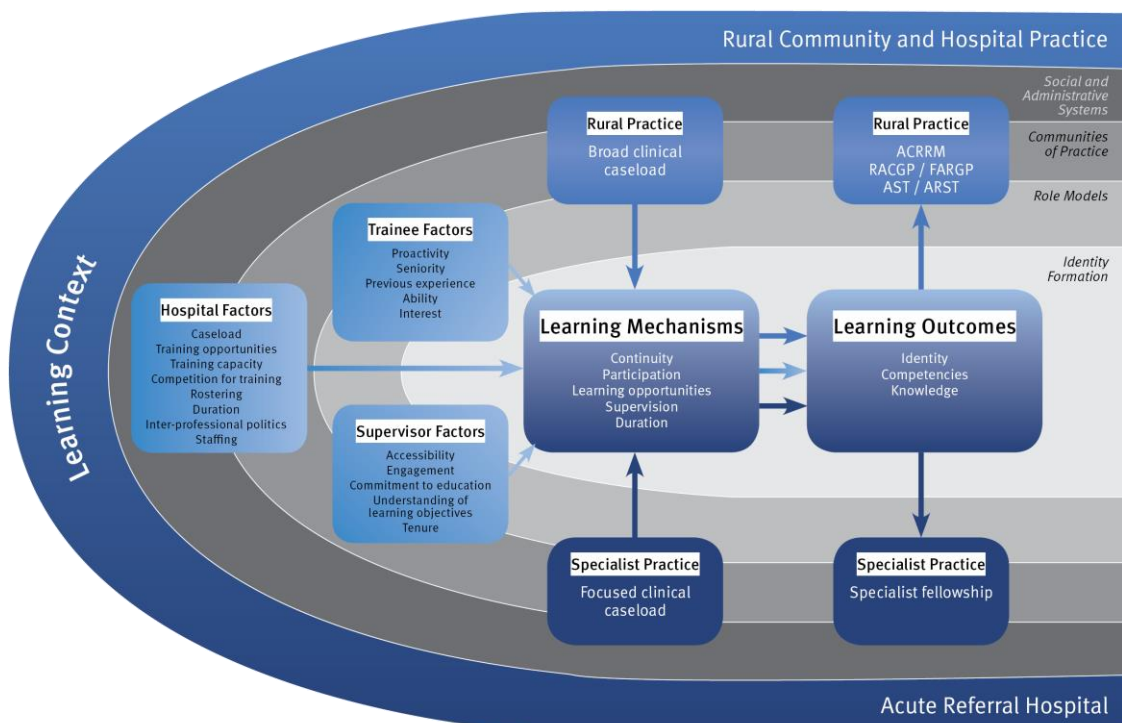 Rural Community and Hospital Practice
Social and
Administrative
Systems
Communities
of Practice
Role Models
Identity
Formation
Learning Context
Rural Practice
Broad clinical
caseload
Rural Practice
ACRRM
RACGP / FARGP
AST / ARST
Trainee Factors
Proactivity
Seniority
Previous experience
Ability
Interest
Hospital Factors
Caseload
Training opportunities
Training capacity
Competition for training
Rostering
Duration
Inter-professional politics
Staffing
Supervisor Factors
Accessibility
Engagement
Commitment to education
Understanding of
learning objectives
Tenure
Learning Mechanisms
Continuity
Participation
Learning opportunities
Supervision
Duration
Learning Outcomes
Identity
Competencies
Knowledge
Specialist Practice
Focused clinical
caseload
Specialist Practice
Specialist fellowship
Acute Referral Hospital